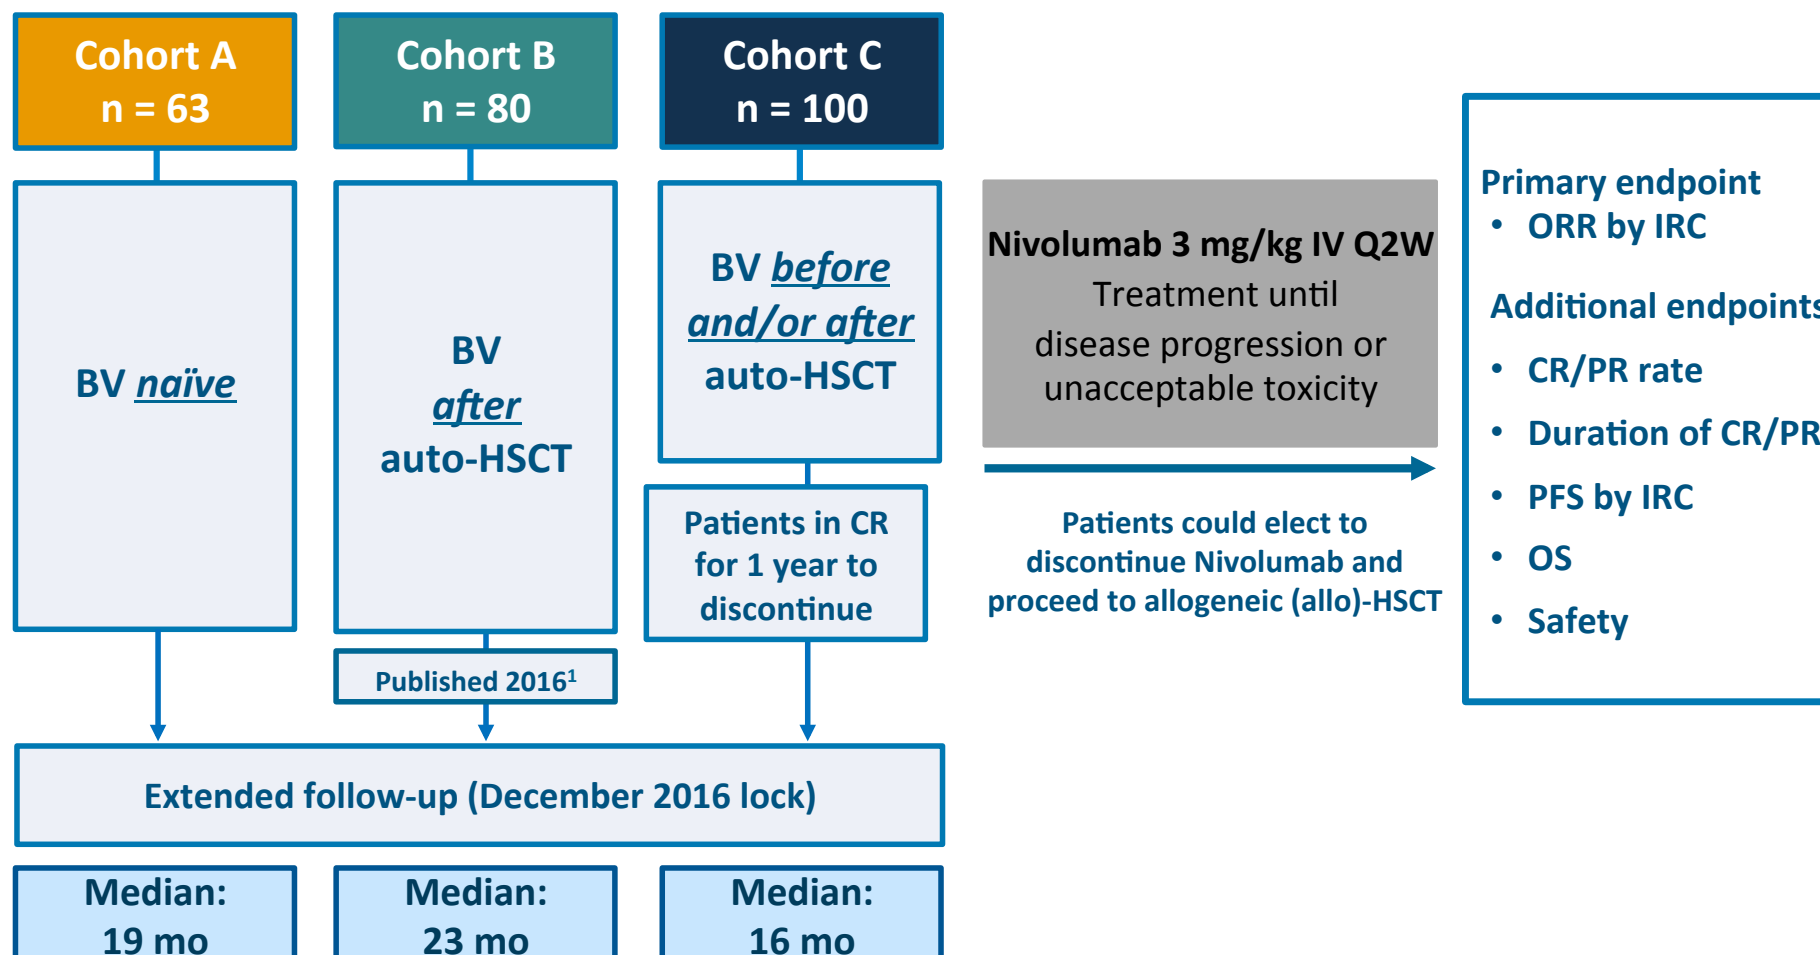 Cohort A
n = 63
Cohort B
n = 80
Cohort C
n = 100
BV naïve
BV
after
auto-HSCT
BV before
and/or after
auto-HSCT
Patients in CR
for 1 year to
discontinue
Published 2016¹
Extended follow-up (December 2016 lock)
Median:
19 mo
Median:
23 mo
Median:
16 mo
Nivolumab 3 mg/kg IV Q2W
Treatment until
disease progression or
unacceptable toxicity
Patients could elect to
discontinue Nivolumab and
proceed to allogeneic (allo)-HSCT
Primary endpoint
• ORR by IRC
Additional endpoints
• CR/PR rate
• Duration of CR/PR
• PFS by IRC
• OS
• Safety